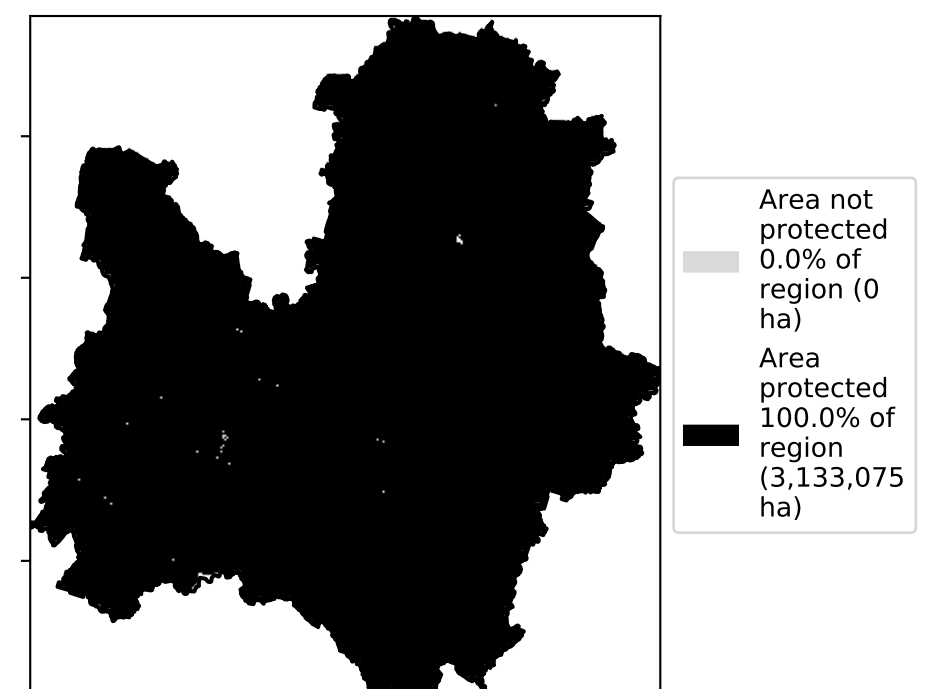 Area not
protected
0.0% of
region (0
ha)
Area
protected
100.0% of
region
(3,133,075
ha)